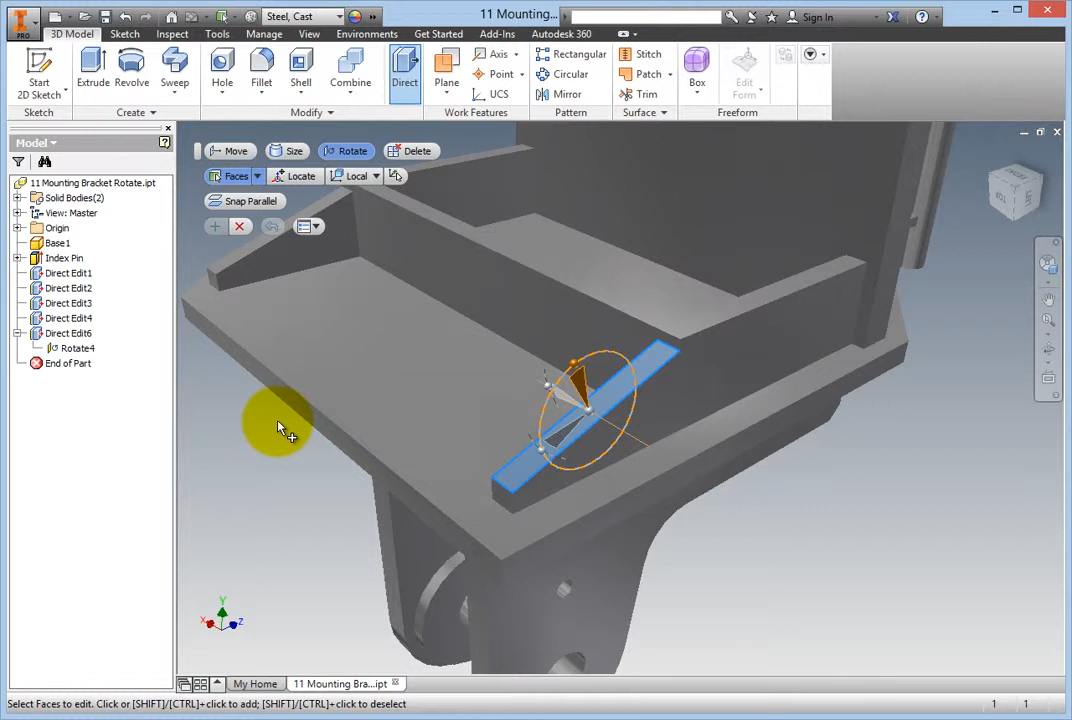 PRO
Steel, Cast
11 Mounting...
Sign In
3D Model Sketch Inspect Tools Manage View Environments Get Started Add-Ins Autodesk 360
Start
2D Sketch
Extrude
Revolve
Sweep
Hole
Fillet
Shell
Combine
Direct
Plane
Axis
Point
UCS
Rectangular
Circular
Mirror
Stitch
Patch
Trim
Box
Edit
Form
Sketch Create Modify Work Features Pattern Surface Freeform
Model
11 Mounting Bracket Rotate.ipt
Solid Bodies(2)
View: Master
Origin
Base1
Index Pin
Direct Edit1
Direct Edit2
Direct Edit3
Direct Edit4
Direct Edit6
Rotate4
End of Part
Move Size Rotate Delete
Faces Locate Local
Snap Parallel
TOP
Y
X
Z
My Home 11 Mounting Bra...ipt
Select Faces to edit. Click or [SHIFT]/[CTRL]+click to add; [SHIFT]/[CTRL]+click to deselect
1 1